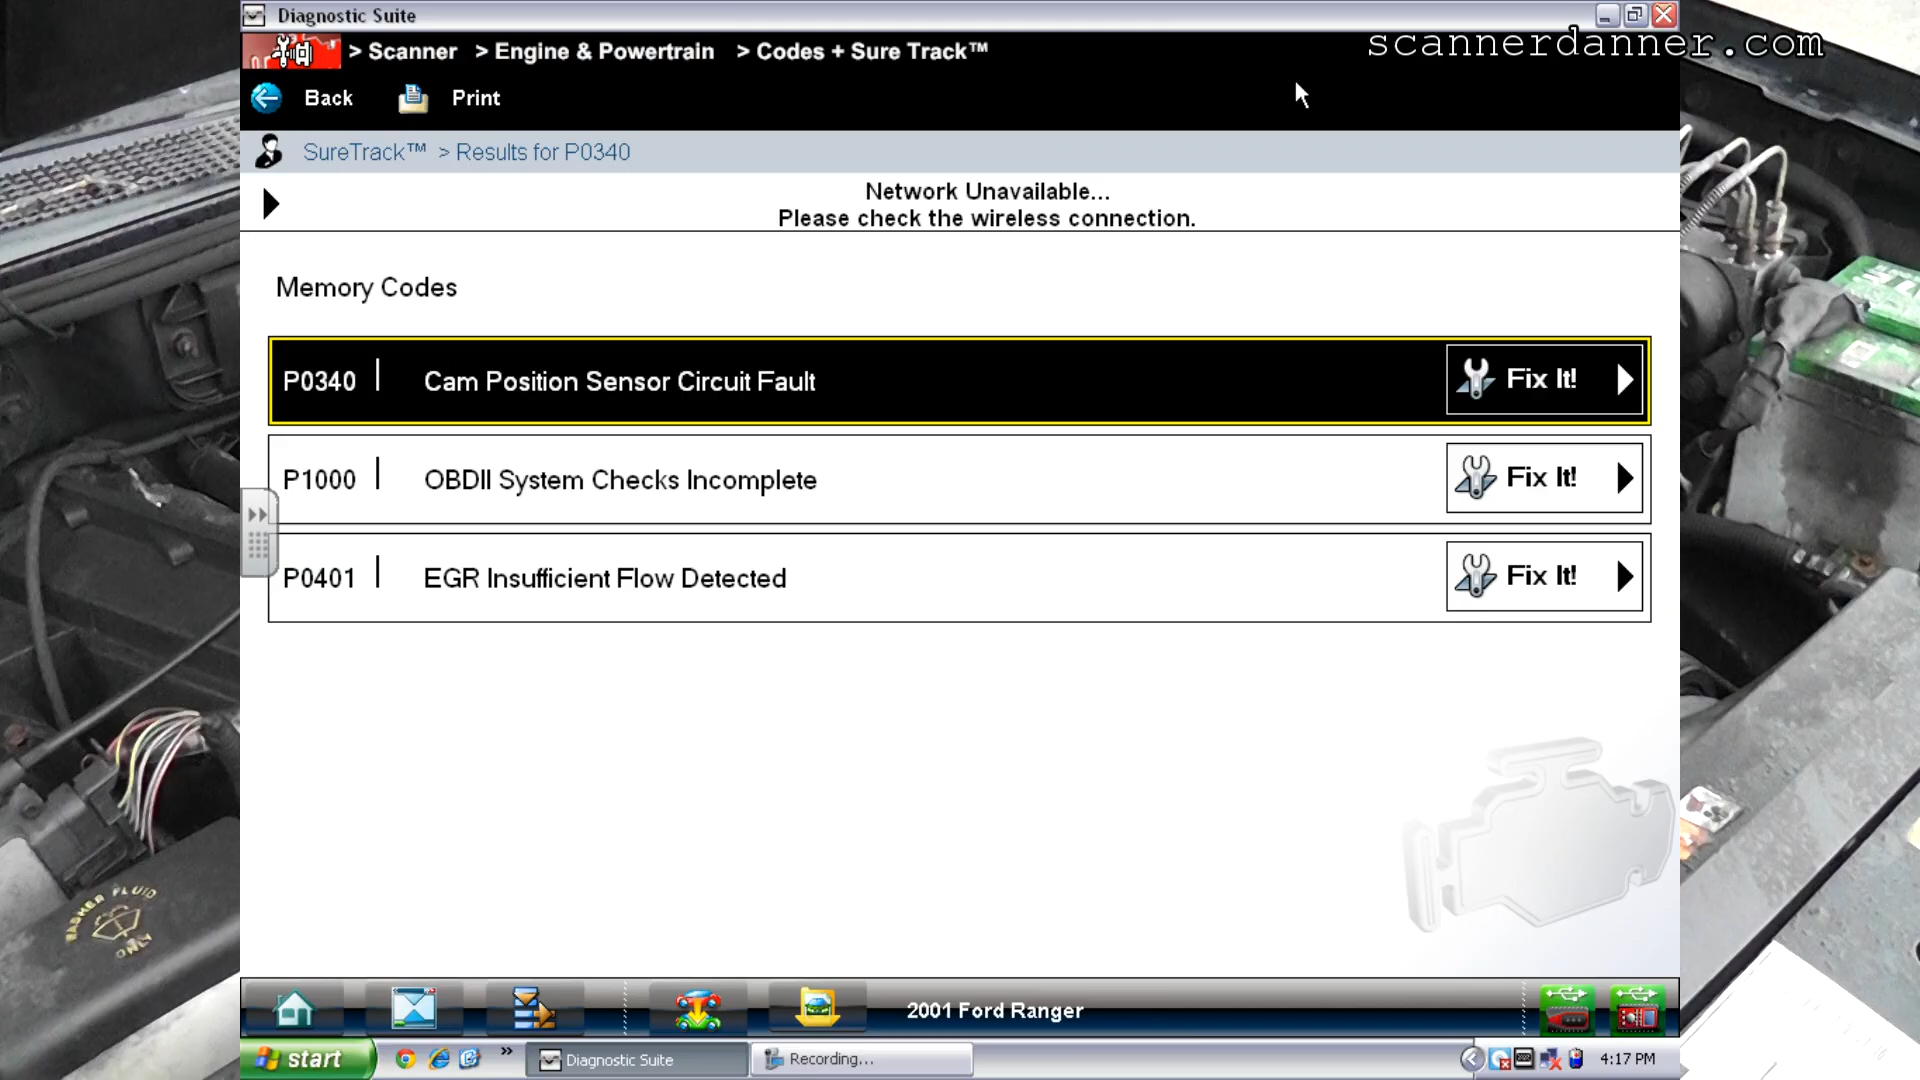 Diagnostic Suite
> Scanner > Engine & Powertrain > Codes + Sure Track™
scannerdanner.com
Back Print
SureTrack™ > Results for P0340
Network Unavailable...
Please check the wireless connection.
Memory Codes
P0340 | Cam Position Sensor Circuit Fault Fix It!
P1000 | OBDII System Checks Incomplete Fix It!
P0401 | EGR Insufficient Flow Detected Fix It!
WASHER FLUID
ONLY
2001 Ford Ranger
start » Diagnostic Suite Recording... 4:17 PM